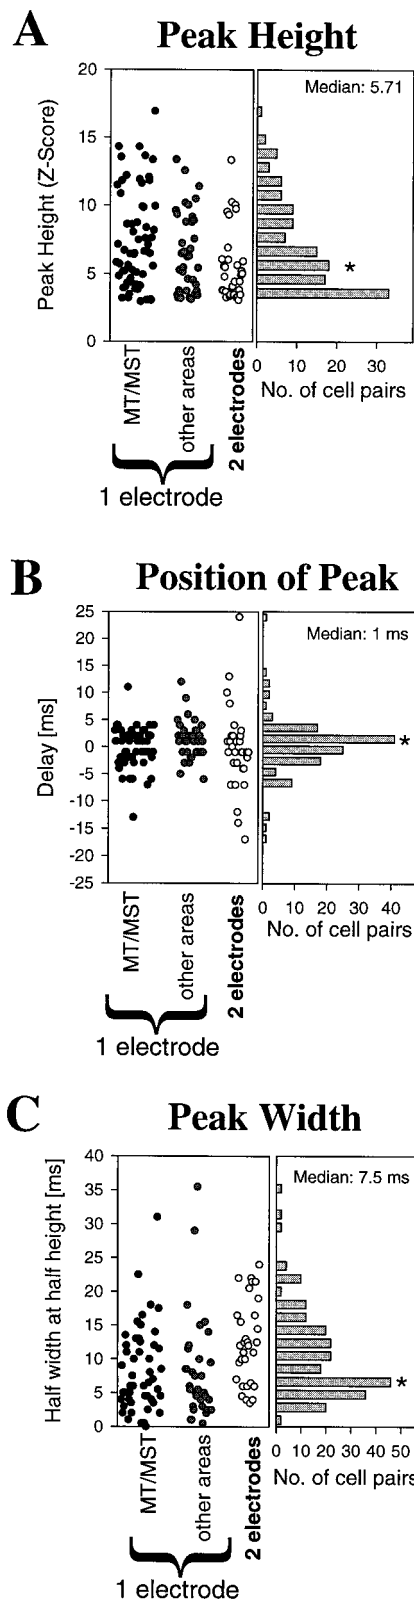 A Peak Height
Peak Height (Z-Score)
20
15
10
5
0
Median: 5.71
*
0 10 20 30
No. of cell pairs
MT/MST
other areas
2 electrodes
1 electrode
B Position of Peak
Delay [ms]
25
20
15
10
5
0
-5
-10
-15
-20
-25
Median: 1 ms
*
0 10 20 30 40
No. of cell pairs
MT/MST
other areas
2 electrodes
1 electrode
C Peak Width
Half width at half height [ms]
40
35
30
25
20
15
10
5
0
Median: 7.5 ms
*
0 10 20 30 40 50
No. of cell pairs
MT/MST
other areas
2 electrodes
1 electrode